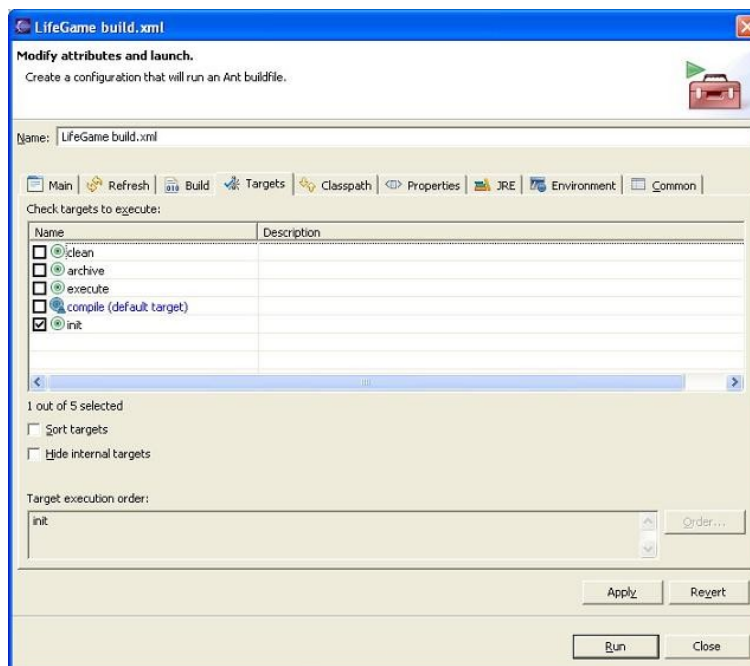 LifeGame build.xml
Modify attributes and launch.
Create a configuration that will run an Ant buildfile.
Name: LifeGame build.xml
Main Refresh Build Targets Classpath Properties JRE Environment Common
Check targets to execute:
Name Description
clean
archive
execute
compile (default target)
init
1 out of 5 selected
Sort targets
Hide internal targets
Target execution order:
init
Order...
Apply Revert
Run Close